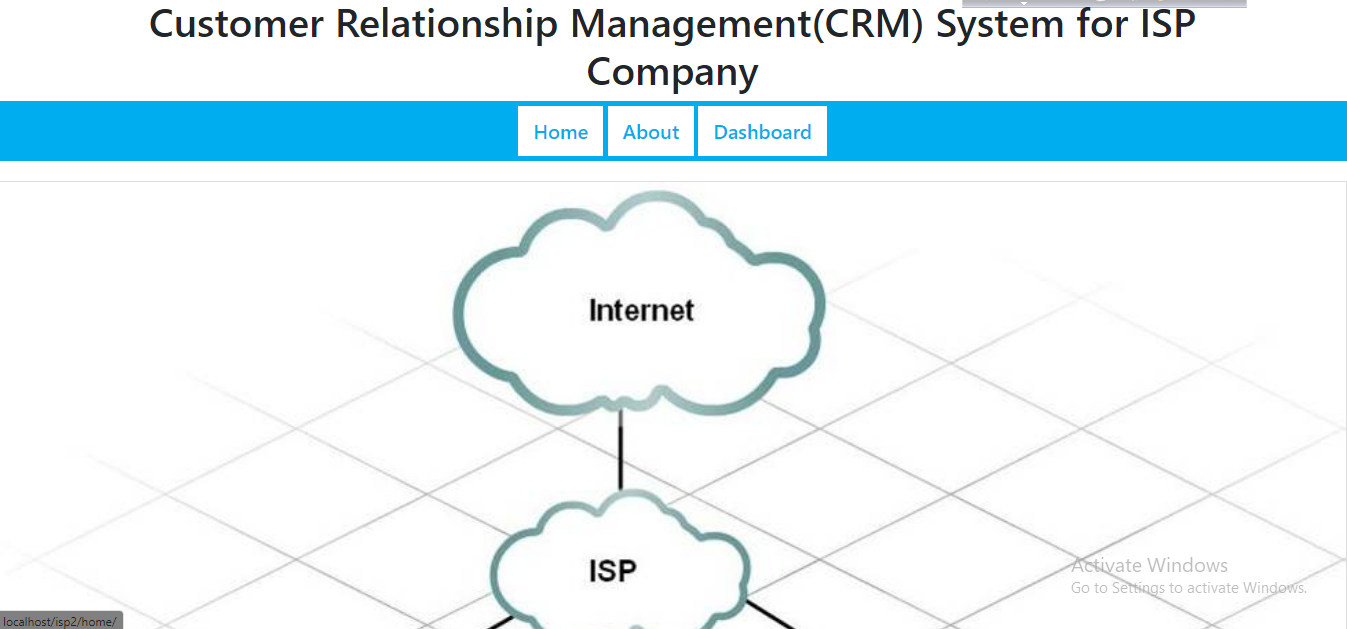 Customer Relationship Management(CRM) System for ISP
Company
Home About Dashboard
Internet
ISP
Activate Windows
Go to Settings to activate Windows.
localhost/isp2/home/